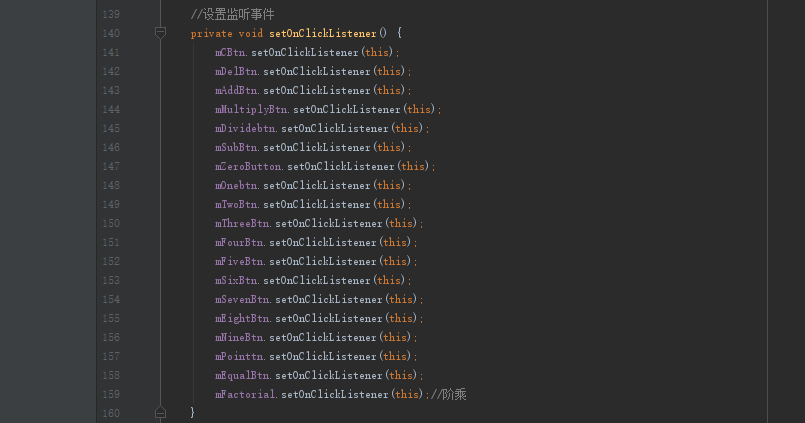 139 //设置监听事件
140 private void setOnClickListener() {
141 mCBtn.setOnClickListener(this);
142 mDelBtn.setOnClickListener(this);
143 mAddBtn.setOnClickListener(this);
144 mMultiplyBtn.setOnClickListener(this);
145 mDividebtn.setOnClickListener(this);
146 mSubBtn.setOnClickListener(this);
147 mZeroButton.setOnClickListener(this);
148 mOnebtn.setOnClickListener(this);
149 mTwoBtn.setOnClickListener(this);
150 mThreeBtn.setOnClickListener(this);
151 mFourBtn.setOnClickListener(this);
152 mFiveBtn.setOnClickListener(this);
153 mSixBtn.setOnClickListener(this);
154 mSevenBtn.setOnClickListener(this);
155 mEightBtn.setOnClickListener(this);
156 mNineBtn.setOnClickListener(this);
157 mPointtn.setOnClickListener(this);
158 mEqualBtn.setOnClickListener(this);
159 mFactorial.setOnClickListener(this);//阶乘
160 }